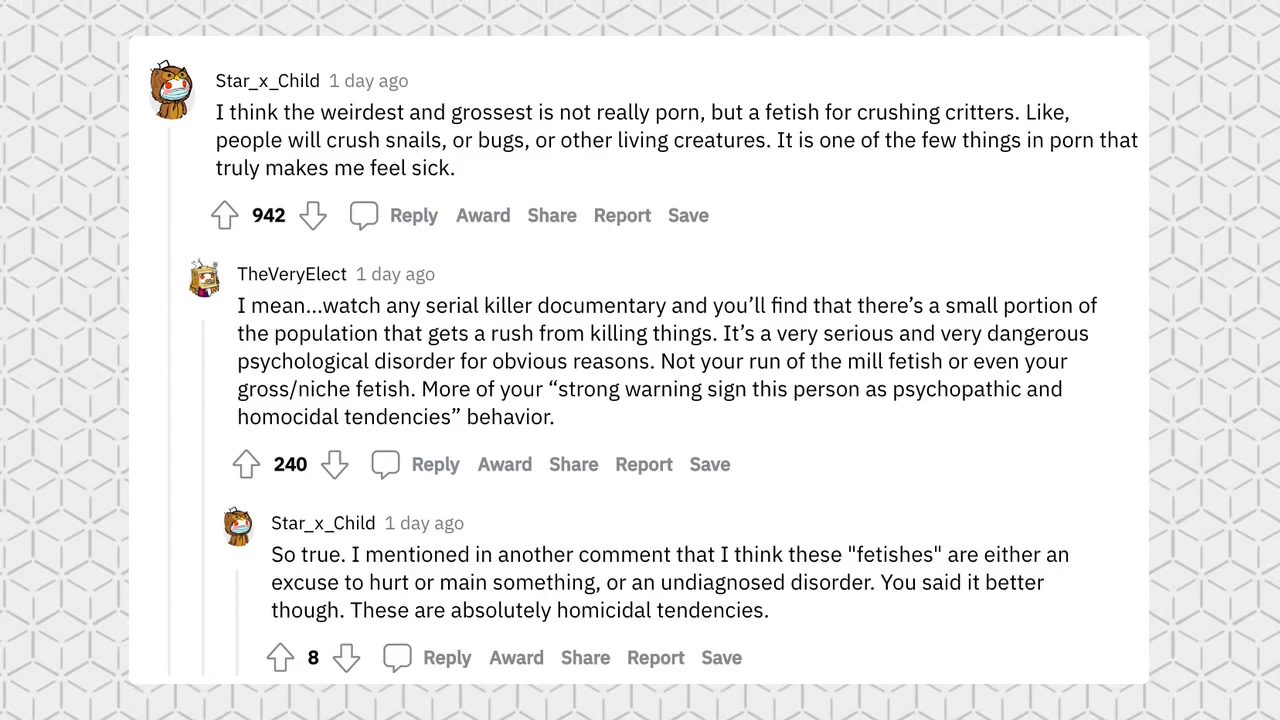 Star_x_Child 1 day ago
I think the weirdest and grossest is not really porn, but a fetish for crushing critters. Like,
people will crush snails, or bugs, or other living creatures. It is one of the few things in porn that
truly makes me feel sick.
942 Reply Award Share Report Save
TheVeryElect 1 day ago
I mean...watch any serial killer documentary and you’ll find that there’s a small portion of
the population that gets a rush from killing things. It’s a very serious and very dangerous
psychological disorder for obvious reasons. Not your run of the mill fetish or even your
gross/niche fetish. More of your “strong warning sign this person as psychopathic and
homocidal tendencies” behavior.
240 Reply Award Share Report Save
Star_x_Child 1 day ago
So true. I mentioned in another comment that I think these "fetishes" are either an
excuse to hurt or main something, or an undiagnosed disorder. You said it better
though. These are absolutely homicidal tendencies.
8 Reply Award Share Report Save